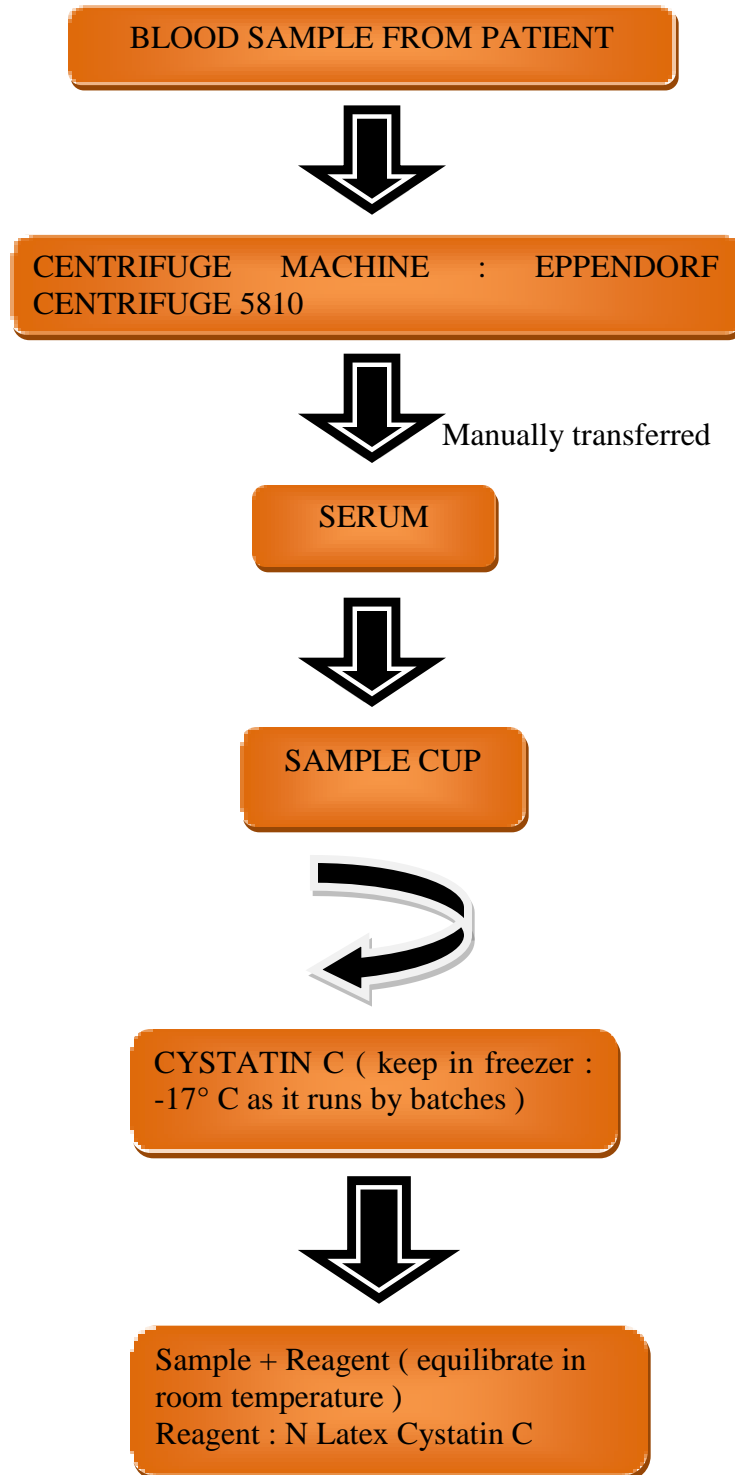 BLOOD SAMPLE FROM PATIENT
CENTRIFUGE MACHINE : EPPENDORF
CENTRIFUGE 5810
Manually transferred
SERUM
SAMPLE CUP
CYSTATIN C ( keep in freezer :
-17° C as it runs by batches )
Sample + Reagent ( equilibrate in
room temperature )
Reagent : N Latex Cystatin C